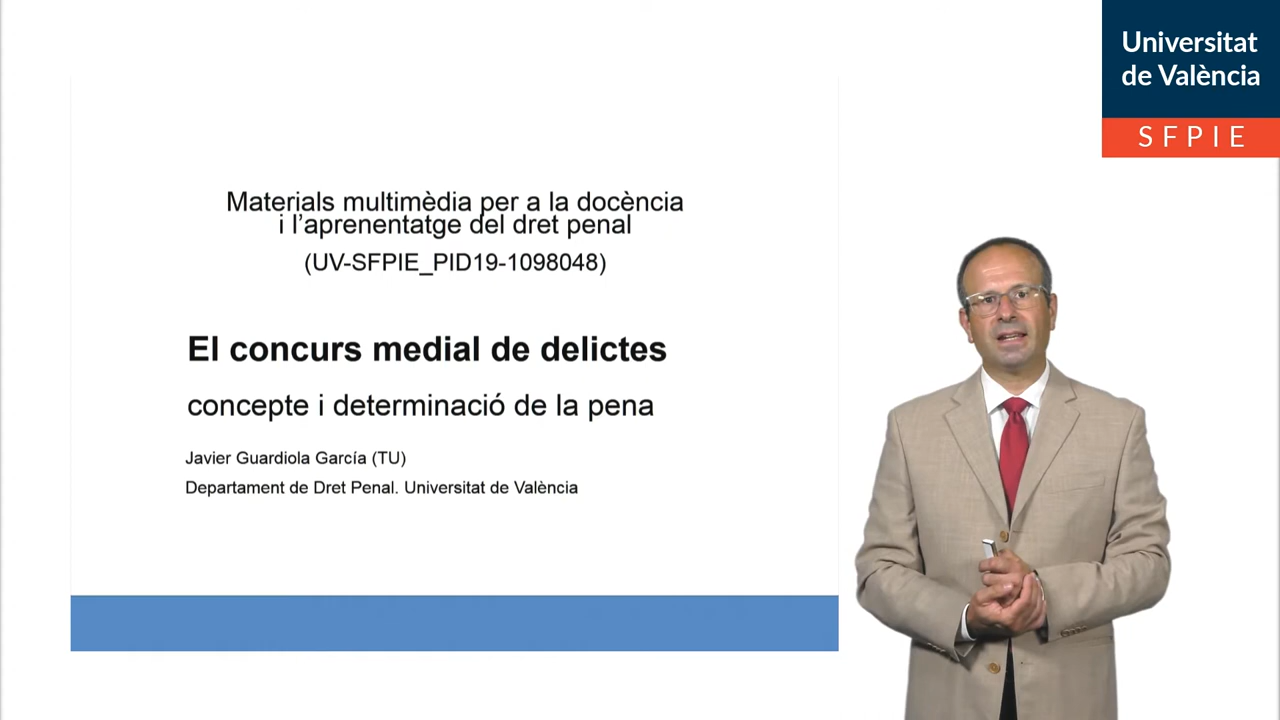 Universitat
de València
SFPIE
Materials multimèdia per a la docència
i l’aprenentatge del dret penal
(UV-SFPIE_PID19-1098048)
El concurs medial de delictes
concepte i determinació de la pena
Javier Guardiola García (TU)
Departament de Dret Penal. Universitat de València